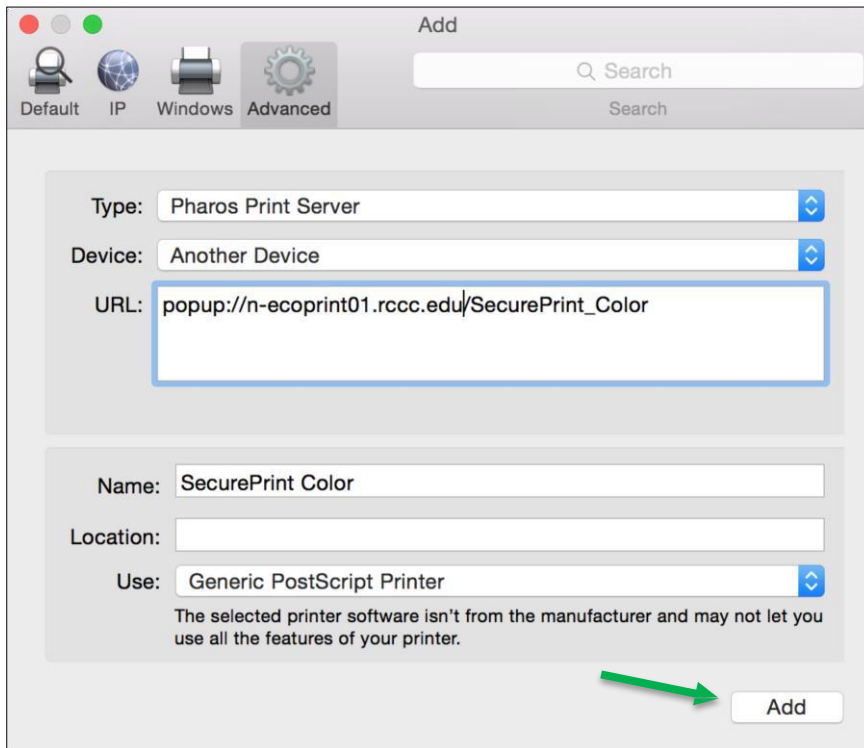 Add
Default IP Windows Advanced
Search
Search
Type: Pharos Print Server
Device: Another Device
URL: popup://n-ecoprint01.rccc.edu/SecurePrint_Color
Name: SecurePrint Color
Location:
Use: Generic PostScript Printer
The selected printer software isn't from the manufacturer and may not let you
use all the features of your printer.
Add